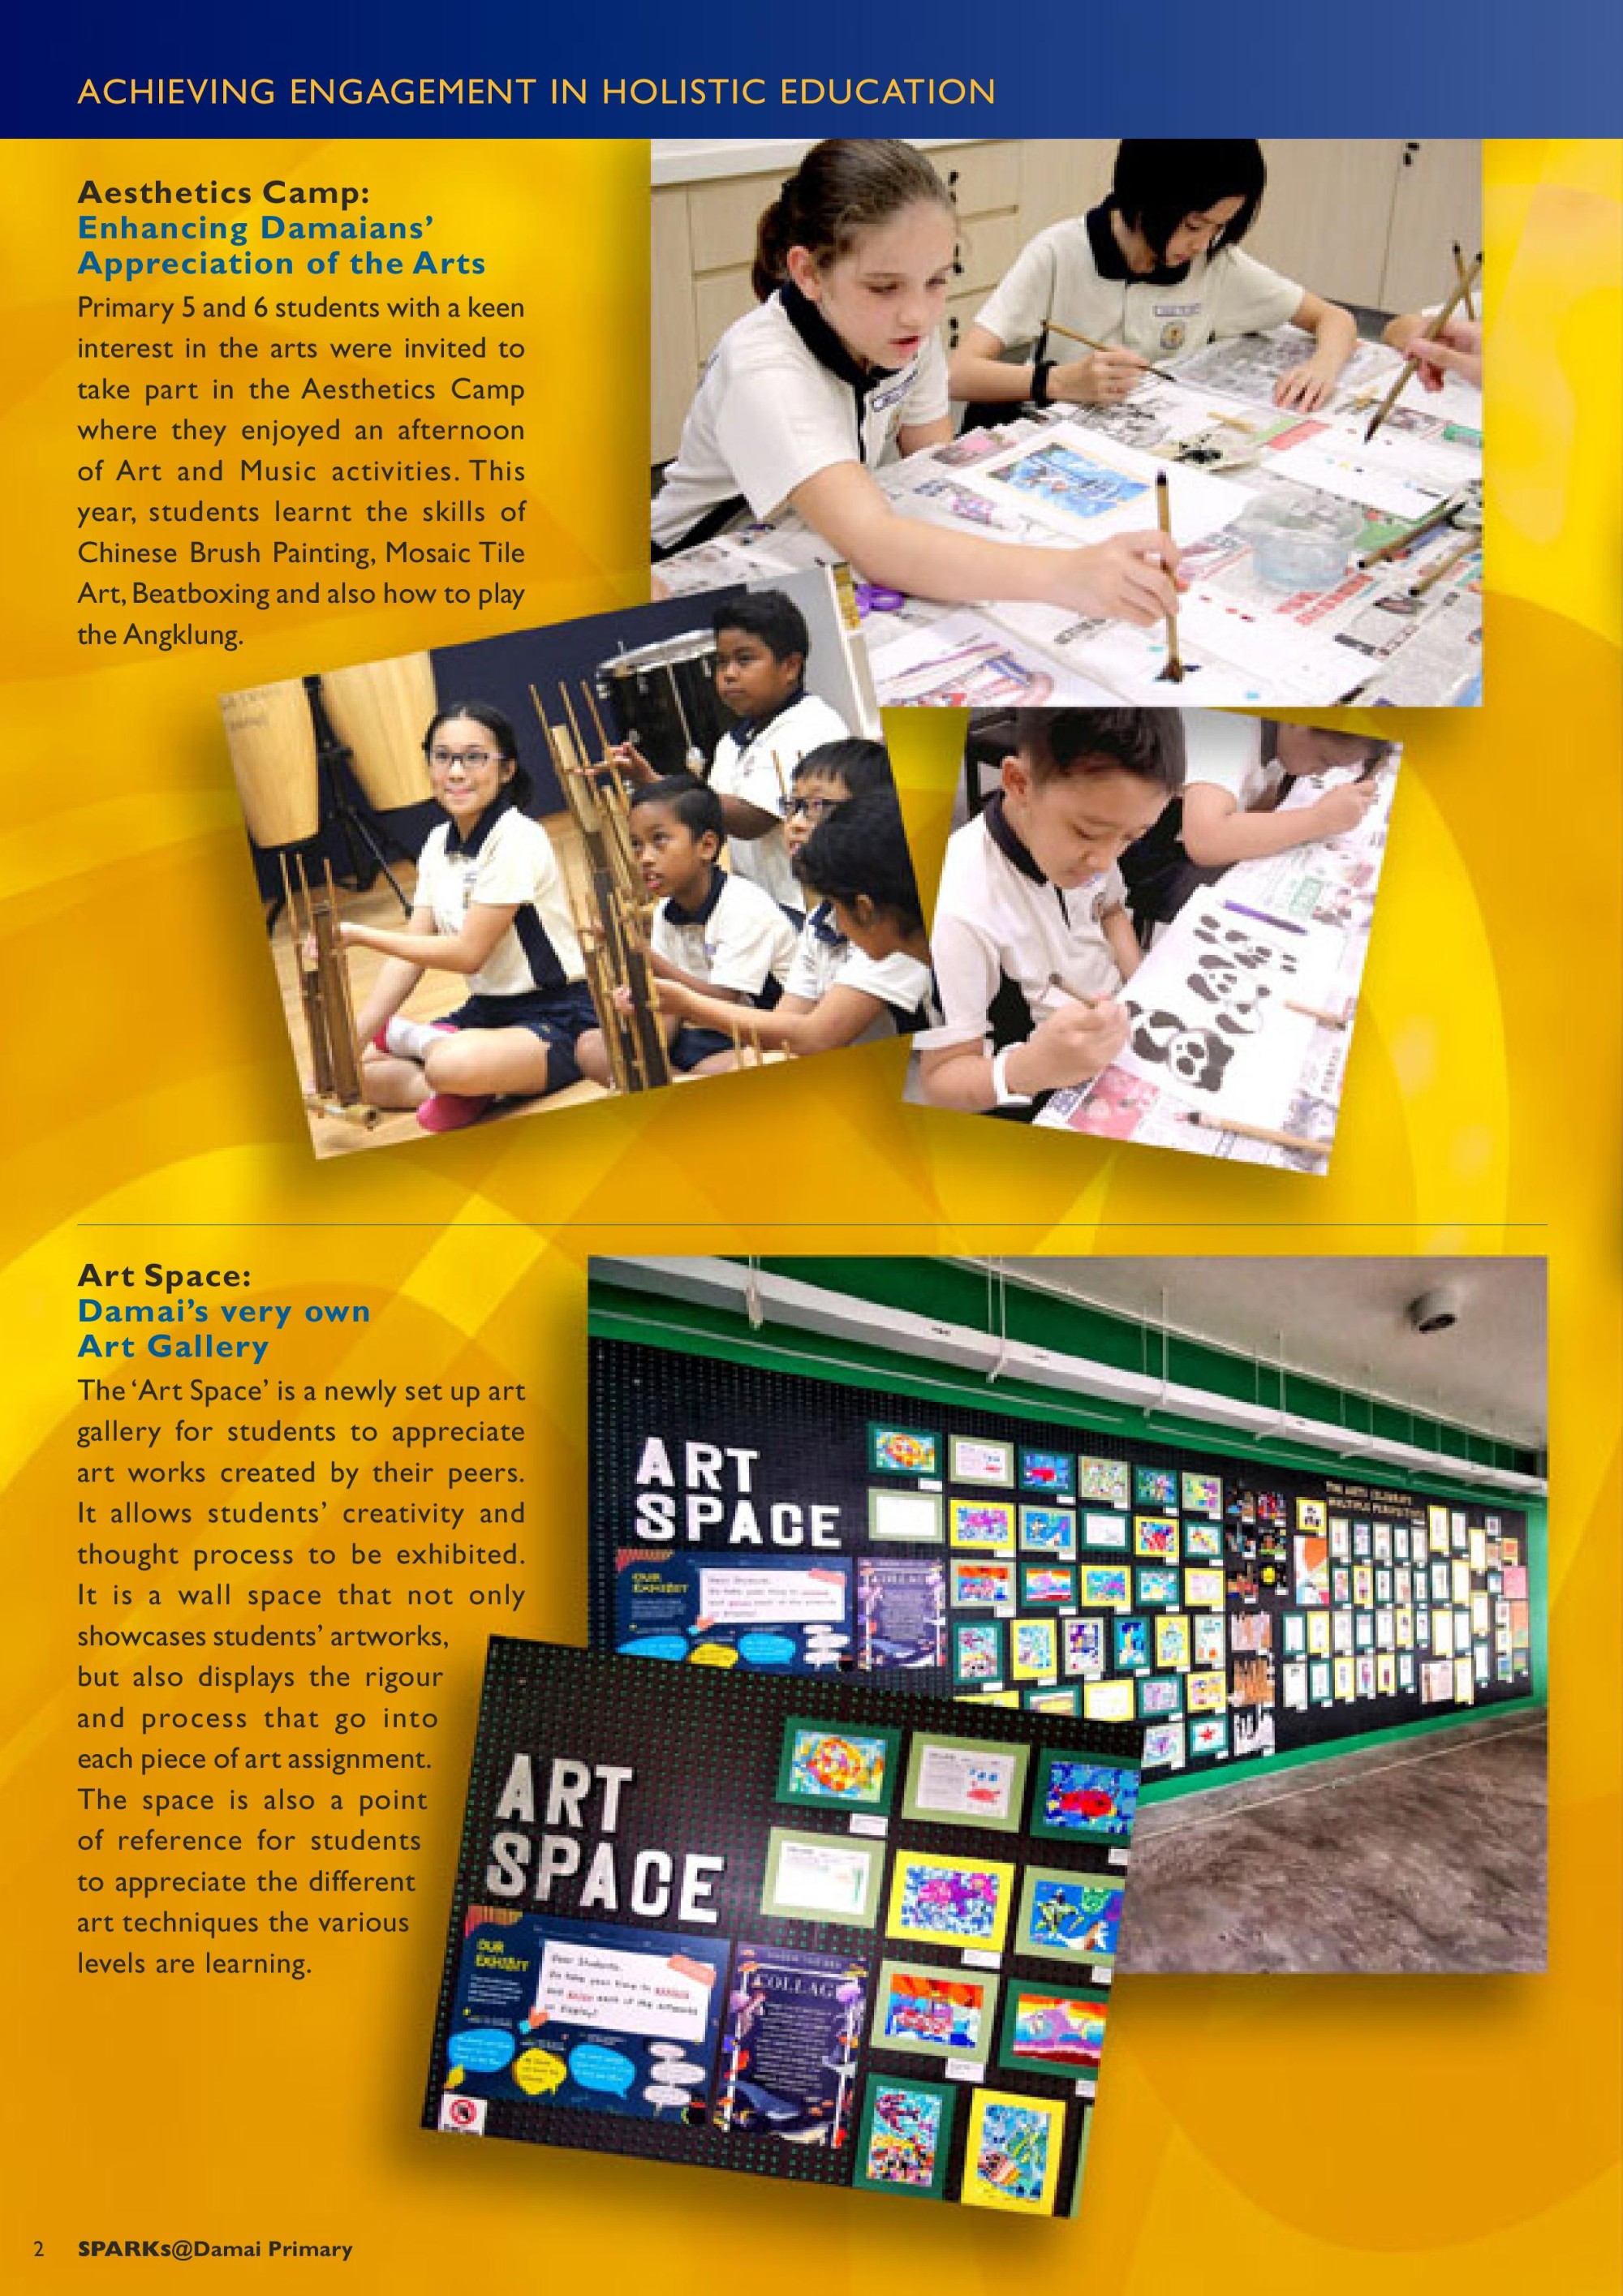 ACHIEVING ENGAGEMENT IN HOLISTIC EDUCATION
Aesthetics Camp:
Enhancing Damaians’
Appreciation of the Arts
Primary 5 and 6 students with a keen
interest in the arts were invited to
take part in the Aesthetics Camp
where they enjoyed an afternoon
of Art and Music activities. This
year, students learnt the skills of
Chinese Brush Painting, Mosaic Tile
Art, Beatboxing and also how to play
the Angklung.
Art Space:
Damai’s very own
Art Gallery
The ‘Art Space’ is a newly set up art
gallery for students to appreciate
art works created by their peers.
It allows students’ creativity and
thought process to be exhibited.
It is a wall space that not only
showcases students’ artworks,
but also displays the rigour
and process that go into
each piece of art assignment.
The space is also a point
of reference for students
to appreciate the different
art techniques the various
levels are learning.
ART
SPACE
OUR
EXHIBIT
ART
SPACE
OUR
EXHIBIT
Dear Students,
Do take your time to
and each of the artworks
on display!
COLLAGE
2 SPARKs@Damai Primary